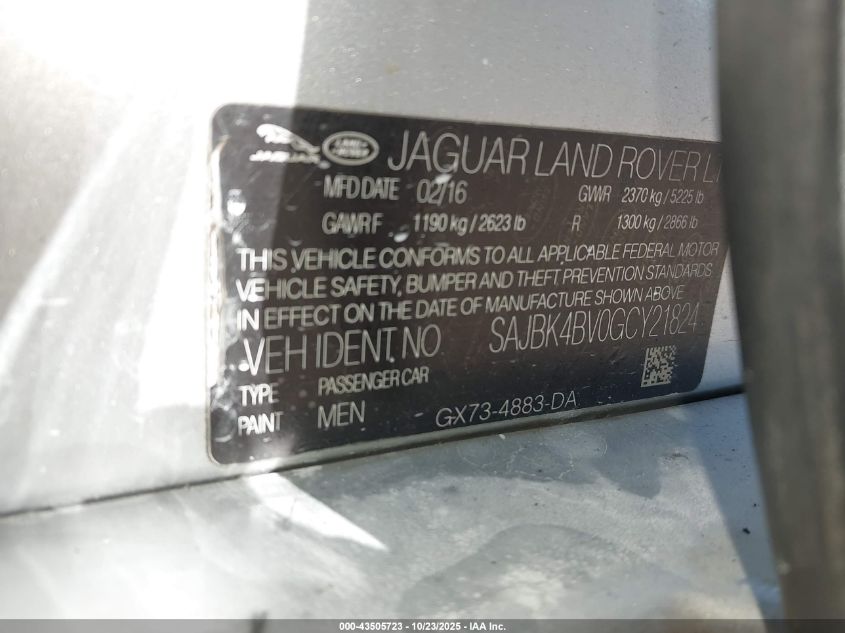 JAGUAR LAND ROVER JAGUAR LAND ROVER
MFD DATE 02/16 GVWR 2370 kg / 5225 lb
GAWR F 1190 kg / 2623 lb R 1300 kg / 2866 lb
THIS VEHICLE CONFORMS TO ALL APPLICABLE FEDERAL MOTOR
VEHICLE SAFETY, BUMPER AND THEFT PREVENTION STANDARDS
IN EFFECT ON THE DATE OF MANUFACTURE SHOWN ABOVE
VEH IDENT. NO SAJBK4BV0GCY21824
TYPE PASSENGER CAR
PAINT MEN GX73-4883-DA
000-43505723 - 10/23/2025 - IAA Inc.